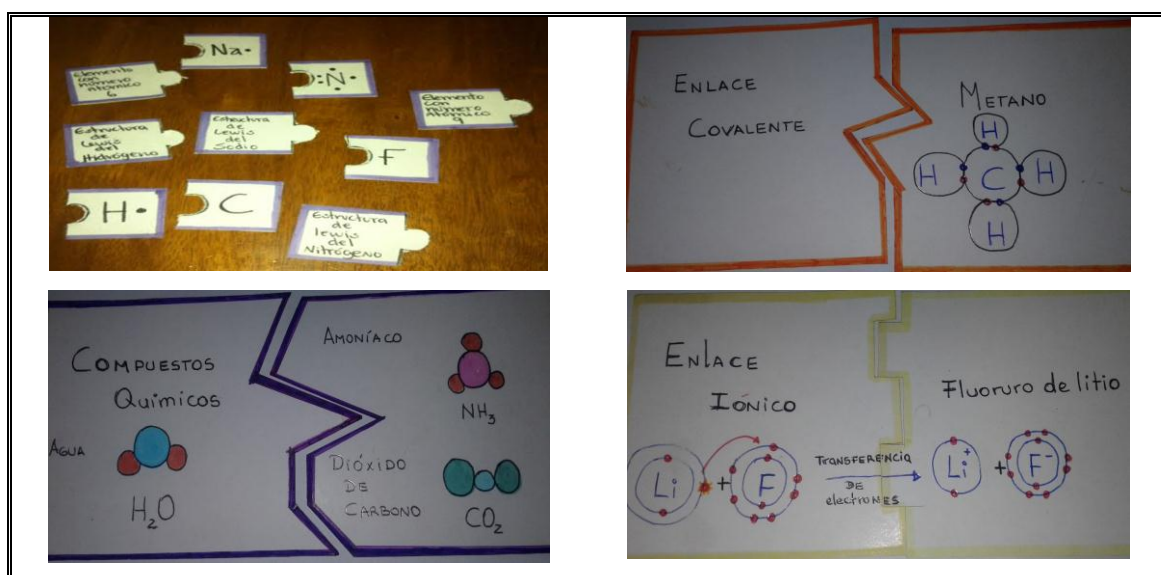 Na•
Elemento
con
número
atómico
6
:N
Elemento
con número
atómico
9
Estructura
de
Lewis del
Hidrógeno
Estructura
de
Lewis
del
Sodio
F
H•
C
Estructura
de
lewis
del
Nitrógeno
ENLACE
COVALENTE
METANO
H
H C H
H
COMPUESTOS
Químicos
AGUA
H₂O
AMONÍACO
NH₃
DIÓXIDO
DE
CARBONO
CO₂
ENLACE
IÓNICO
Li + F
TRANSFERENCIA
DE
electrones
Fluoruro de litio
Li⁺ + F⁻